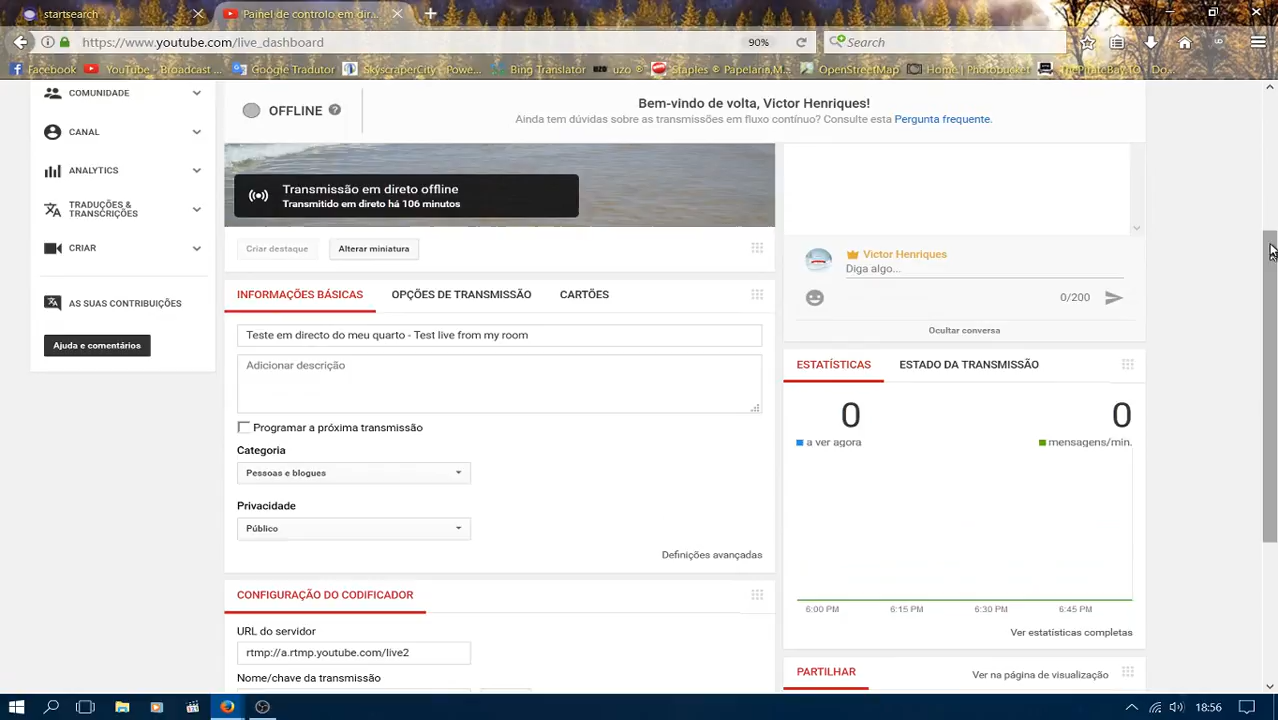 startsearch
Painel de controlo em dir...
https://www.youtube.com/live_dashboard
90%
Search
Facebook
YouTube - Broadcast ...
Google Tradutor
SkyscraperCity - Powe...
Bing Translator
uzo ®
Staples ® Papelaria,M...
OpenStreetMap
Home | Photobucket
ThePirateBay.TO - Do...
COMUNIDADE
CANAL
ANALYTICS
TRADUÇÕES &
TRANSCRIÇÕES
CRIAR
AS SUAS CONTRIBUIÇÕES
Ajuda e comentários
OFFLINE ?
Bem-vindo de volta, Victor Henriques!
Ainda tem dúvidas sobre as transmissões em fluxo contínuo? Consulte esta Pergunta frequente.
Transmissão em direto offline
Transmitido em direto há 106 minutos
Criar destaque
Alterar miniatura
INFORMAÇÕES BÁSICAS
OPÇÕES DE TRANSMISSÃO
CARTÕES
Teste em directo do meu quarto - Test live from my room
Adicionar descrição
Programar a próxima transmissão
Categoria
Pessoas e blogues
Privacidade
Público
Definições avançadas
CONFIGURAÇÃO DO CODIFICADOR
URL do servidor
rtmp://a.rtmp.youtube.com/live2
Nome/chave da transmissão
Victor Henriques
Diga algo...
0/200
Ocultar conversa
ESTATÍSTICAS
ESTADO DA TRANSMISSÃO
0
0
a ver agora
mensagens/min.
6:00 PM
6:15 PM
6:30 PM
6:45 PM
Ver estatísticas completas
PARTILHAR
Ver na página de visualização
18:56